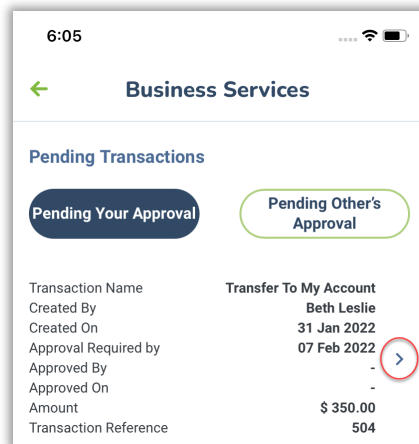 6:05
Business Services
Pending Transactions
Pending Your Approval
Pending Other's
Approval
Transaction Name Transfer To My Account
Created By Beth Leslie
Created On 31 Jan 2022
Approval Required by 07 Feb 2022
Approved By -
Approved On -
Amount $ 350.00
Transaction Reference 504